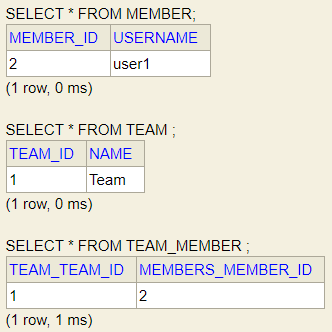 SELECT * FROM MEMBER;
MEMBER_ID USERNAME
2 user1
(1 row, 0 ms)
SELECT * FROM TEAM ;
TEAM_ID NAME
1 Team
(1 row, 0 ms)
SELECT * FROM TEAM_MEMBER ;
TEAM_TEAM_ID MEMBERS_MEMBER_ID
1 2
(1 row, 1 ms)